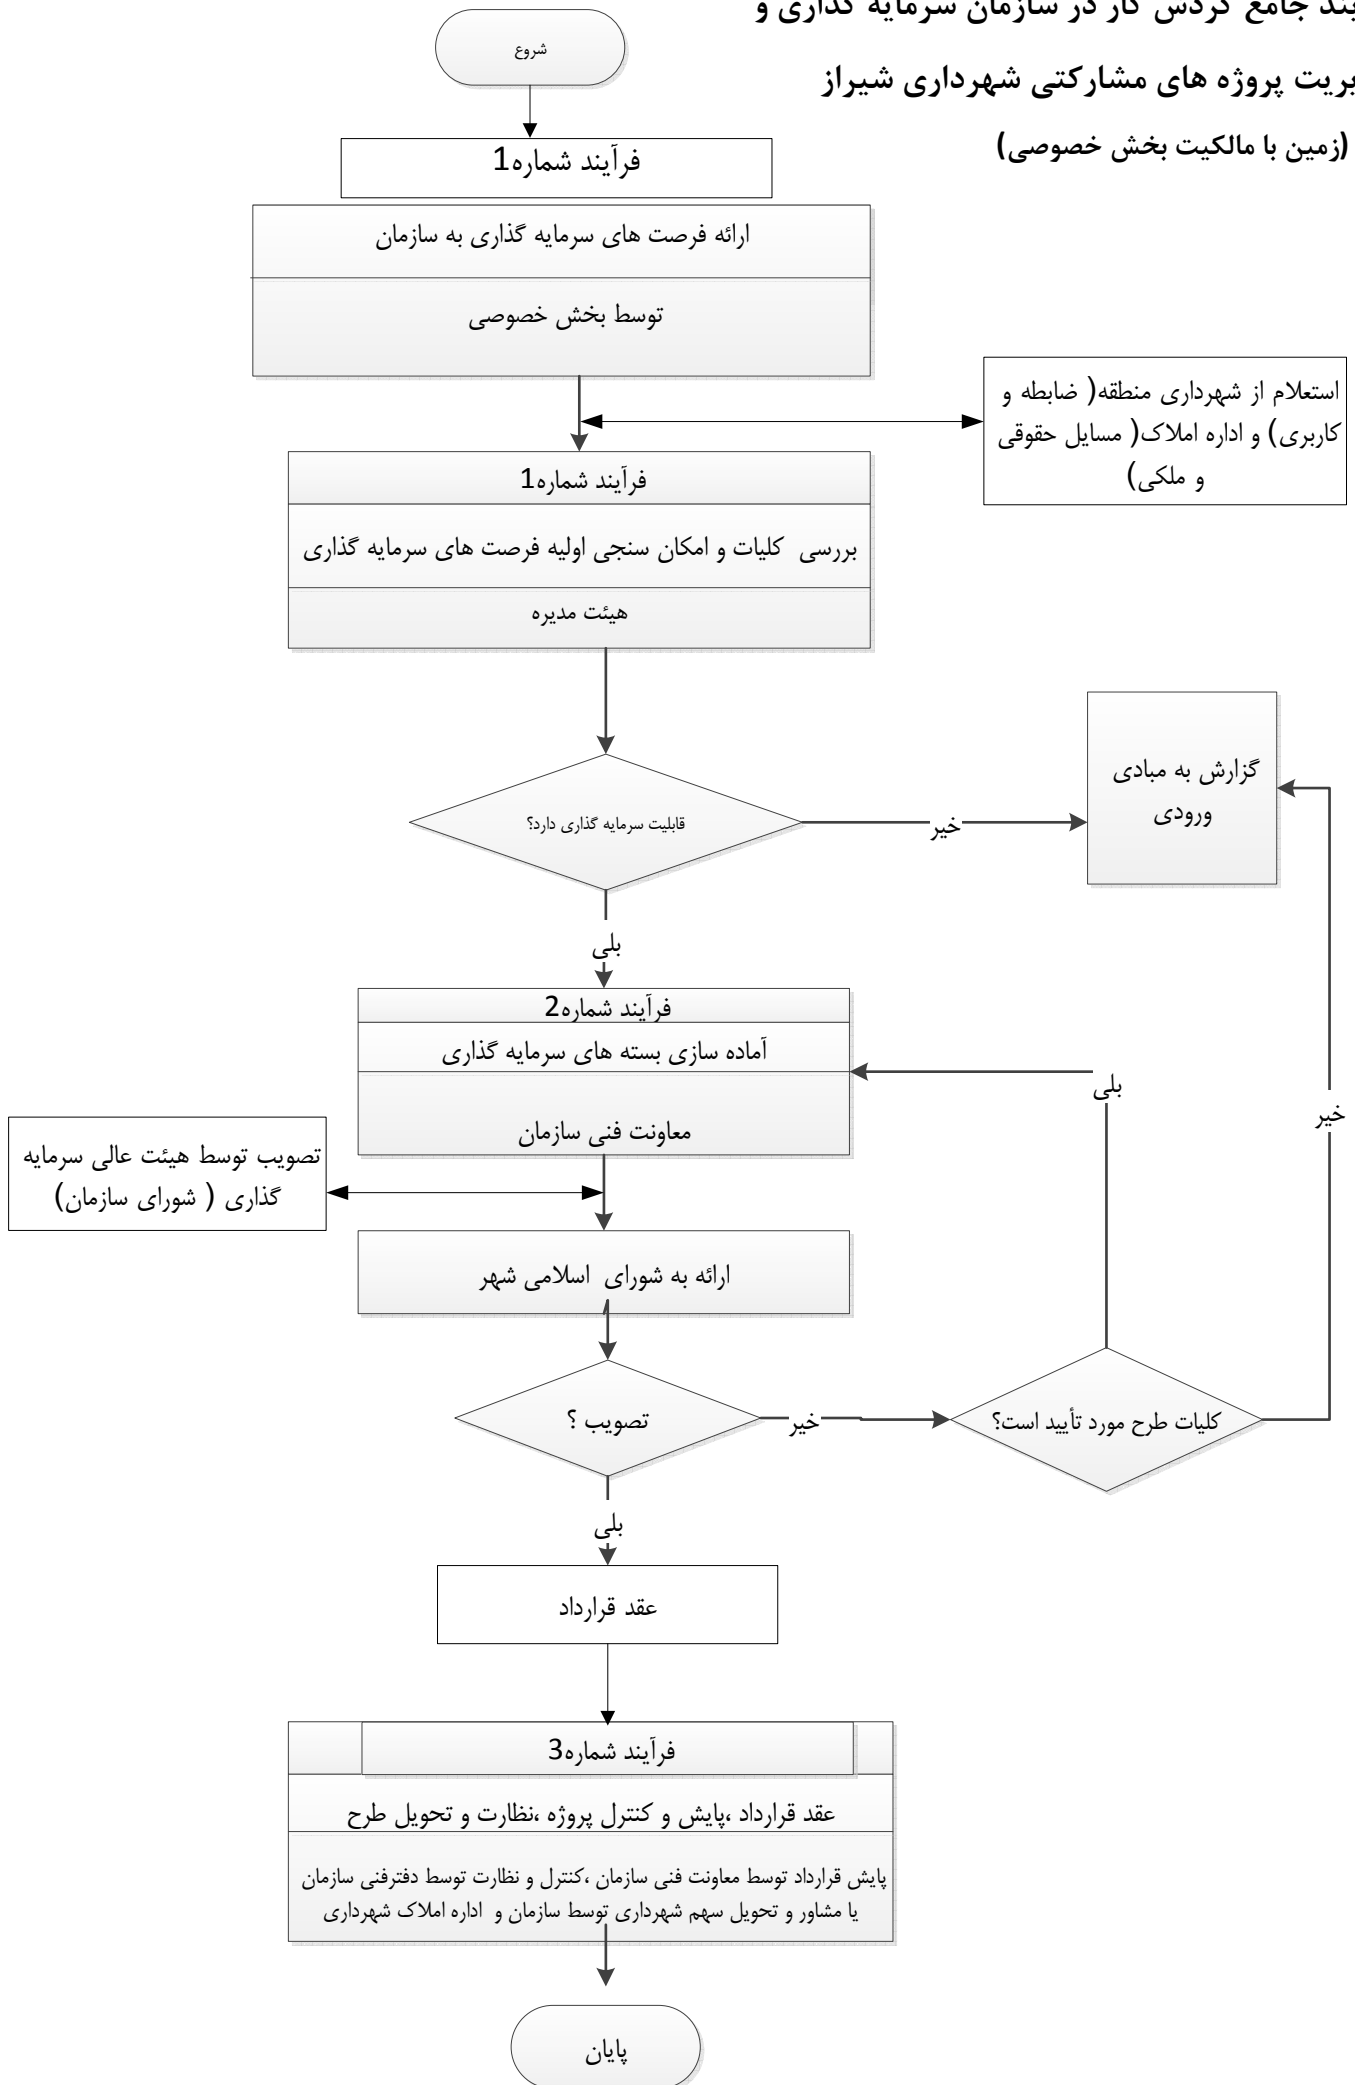 بند جامع گردش کار در سازمان سرمایه گذاری و
یریت پروژه های مشارکتی شهرداری شیراز
(زمین با مالکیت بخش خصوصی)
شروع
فرآیند شماره1
ارائه فرصت های سرمایه گذاری به سازمان
توسط بخش خصوصی
استعلام از شهرداری منطقه( ضابطه و
کاربری) و اداره املاک( مسایل حقوقی
و ملکی)
فرآیند شماره1
بررسی کلیات و امکان سنجی اولیه فرصت های سرمایه گذاری
هیئت مدیره
قابلیت سرمایه گذاری دارد؟
خیر
گزارش به مبادی
ورودی
بلی
فرآیند شماره2
آماده سازی بسته های سرمایه گذاری
معاونت فنی سازمان
بلی
خیر
تصویب توسط هیئت عالی سرمایه
گذاری ( شورای سازمان)
ارائه به شورای اسلامی شهر
تصویب ؟
خیر
کلیات طرح مورد تأیید است؟
بلی
عقد قرارداد
فرآیند شماره3
عقد قرارداد ،پایش و کنترل پروژه ،نظارت و تحویل طرح
پایش قرارداد توسط معاونت فنی سازمان ،کنترل و نظارت توسط دفترفنی سازمان
یا مشاور و تحویل سهم شهرداری توسط سازمان و اداره املاک شهرداری
پایان